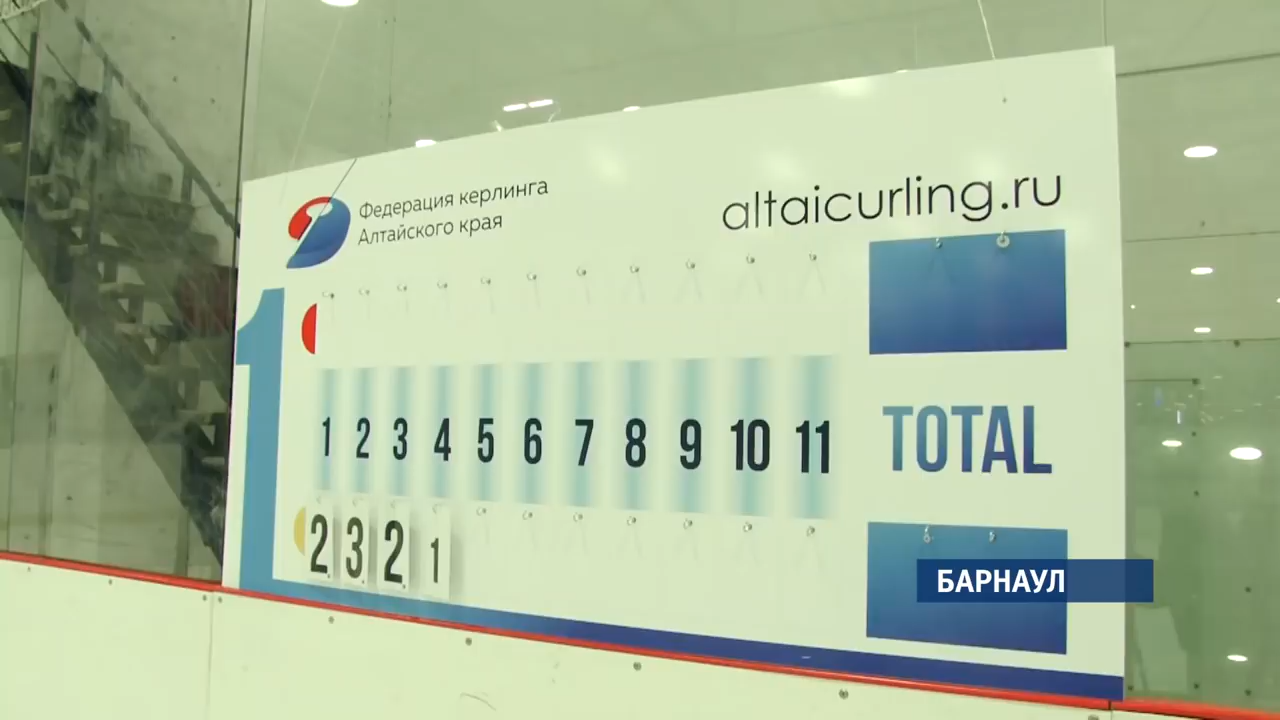 Федерация керлинга
Алтайского края
altaicurling.ru
1
1 2 3 4 5 6 7 8 9 10 11
TOTAL
2 3 2 1
БАРНАУЛ